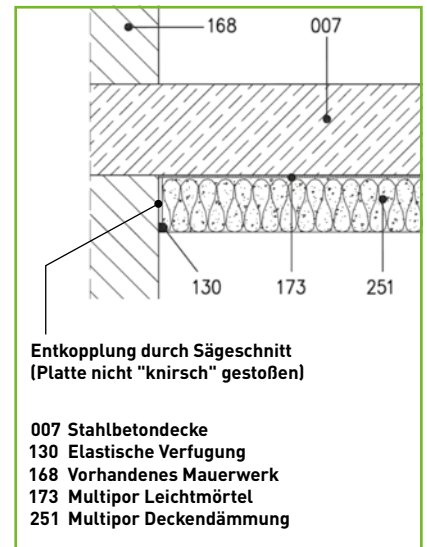 168 007
130 173 251
Entkopplung durch Sägeschnitt
(Platte nicht "knirsch" gestoßen)
007 Stahlbetondecke
130 Elastische Verfugung
168 Vorhandenes Mauerwerk
173 Multipor Leichtmörtel
251 Multipor Deckendämmung